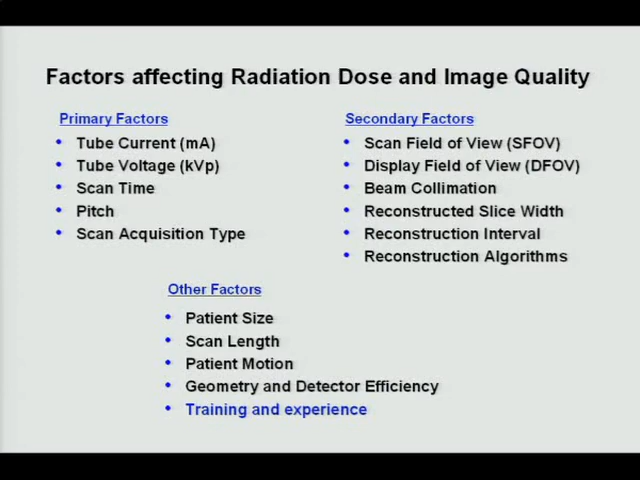 Factors affecting Radiation Dose and Image Quality
Primary Factors
• Tube Current (mA)
• Tube Voltage (kVp)
• Scan Time
• Pitch
• Scan Acquisition Type
Secondary Factors
• Scan Field of View (SFOV)
• Display Field of View (DFOV)
• Beam Collimation
• Reconstructed Slice Width
• Reconstruction Interval
• Reconstruction Algorithms
Other Factors
• Patient Size
• Scan Length
• Patient Motion
• Geometry and Detector Efficiency
• Training and experience